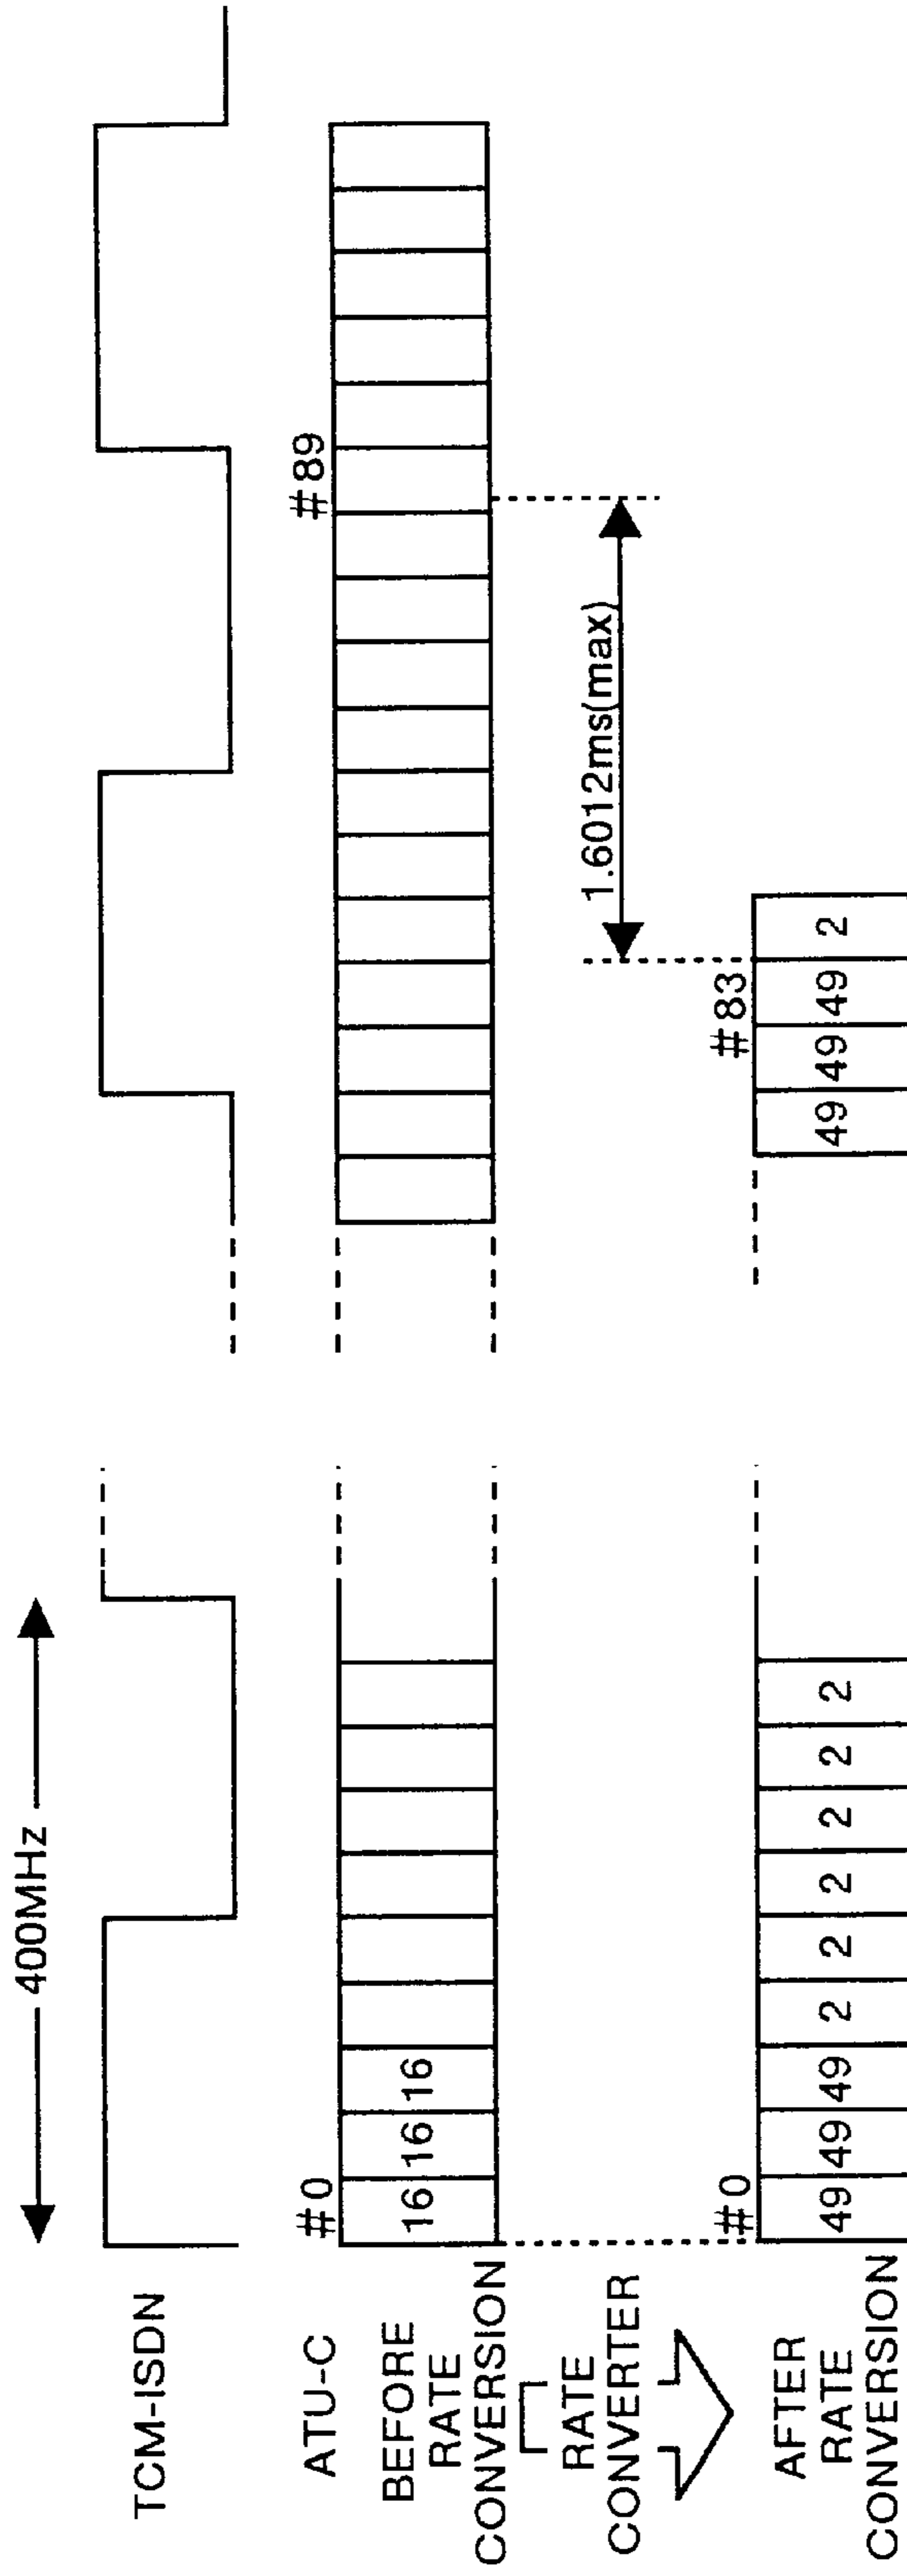 400MHz
TCM-ISDN
ATU-C
#0
#89
BEFORE
RATE
CONVERSION
16 16 16
RATE
CONVERTER
1.6012ms(max)
#0
#83
AFTER
RATE
CONVERSION
49 49 49 2 2 2 2 2 2
49 49 49 2